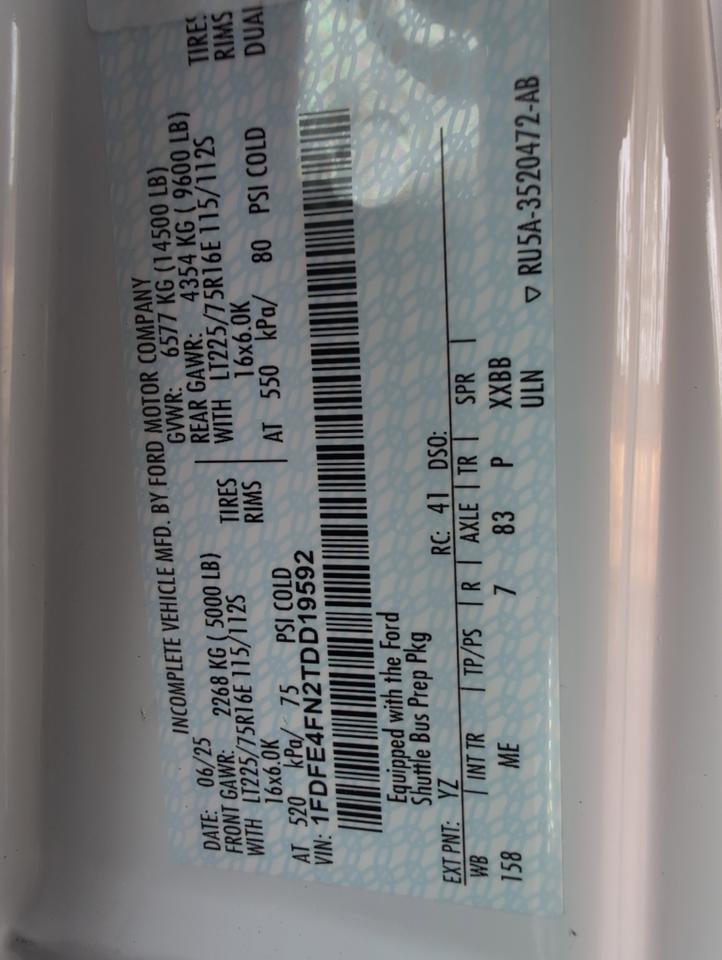 INCOMPLETE VEHICLE MFD. BY FORD MOTOR COMPANY
DATE: 06/25 GVWR: 6577 KG (14500 LB)
FRONT GAWR: 2268 KG ( 5000 LB) REAR GAWR: 4354 KG ( 9600 LB)
WITH LT225/75R16E 115/112S TIRES WITH LT225/75R16E 115/112S TIRES
16x6.0K RIMS 16x6.0K RIMS
AT 520 kPa/ 75 PSI COLD AT 550 kPa/ 80 PSI COLD DUAL
VIN: 1FDFE4FN2TDD19592
Equipped with the Ford
Shuttle Bus Prep Pkg
EXT PNT: YZ RC: 41 DSO:
WB | INT TR | TP/PS | R | AXLE | TR | SPR |
158 ME 7 83 P XXBB
ULN
▽ RU5A-3520472-AB